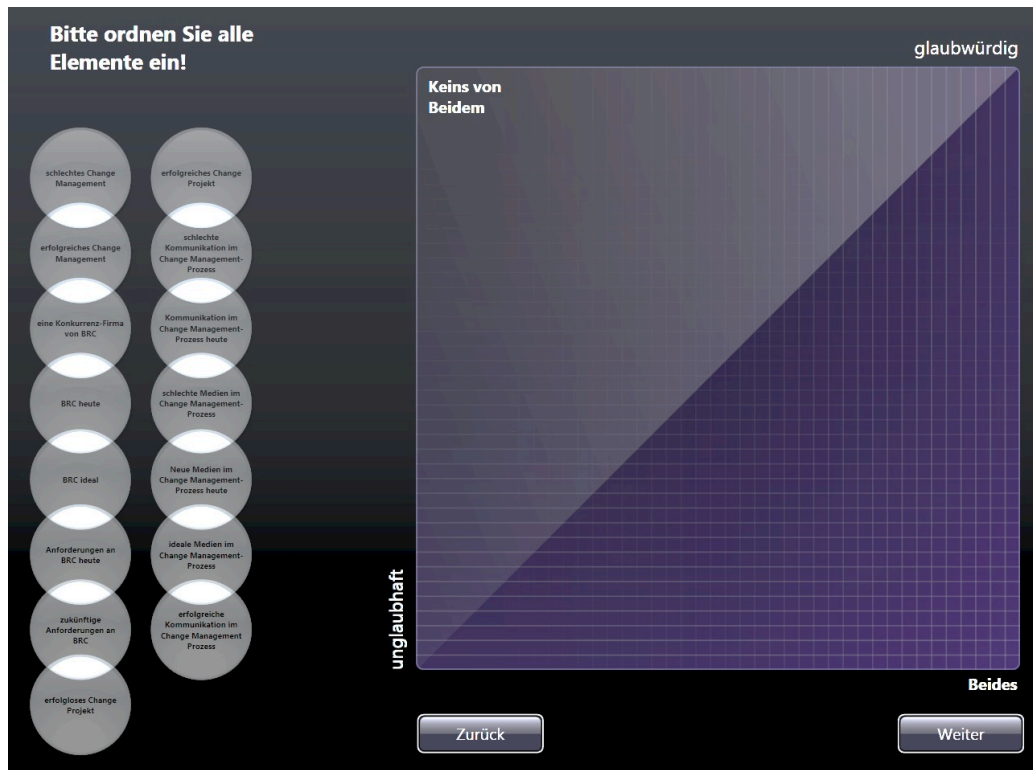 Bitte ordnen Sie alle
Elemente ein!
glaubwürdig
Keins von
Beidem
schlechtes Change
Management
erfolgreiches Change
Management
eine Konkurrenz-Firma
von BRC
BRC heute
BRC ideal
Anforderungen an
BRC heute
zukünftige
Anforderungen an
BRC
erfolgloses Change
Projekt
erfolgreiches Change
Projekt
schlechte
Kommunikation im
Change Management-
Prozess
Kommunikation im
Change Management-
Prozess heute
schlechte Medien im
Change Management-
Prozess
Neue Medien im
Change Management-
Prozess heute
ideale Medien im
Change Management-
Prozess
erfolgreiche
Kommunikation im
Change Management
Prozess
unglaubhaft
Beides
Zurück
Weiter